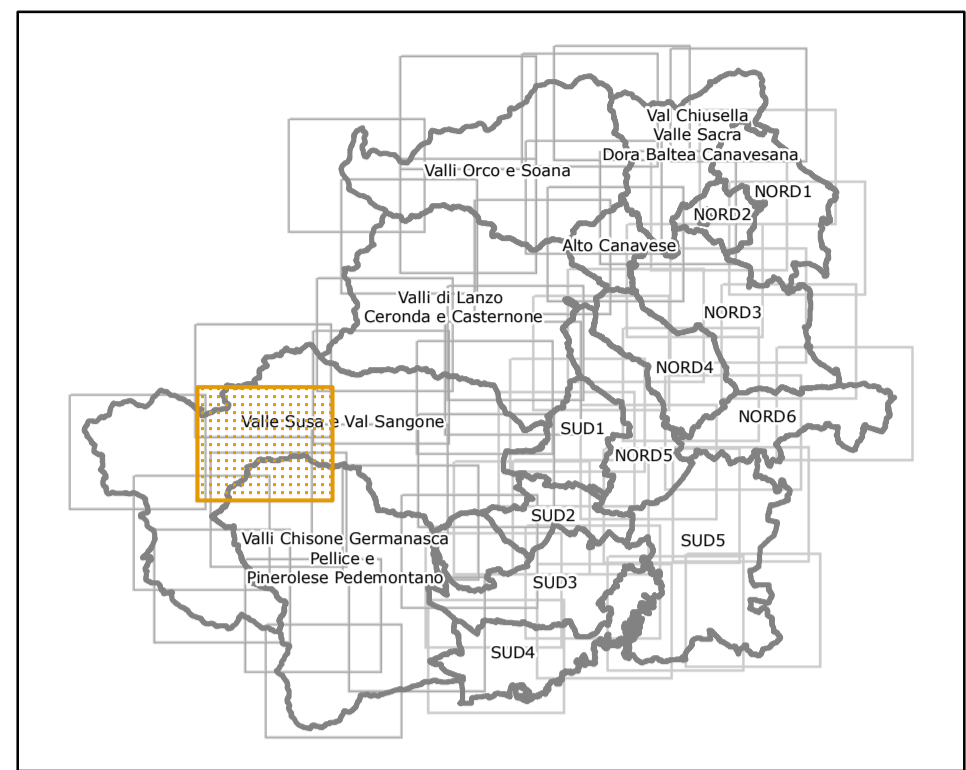 Val Chiusella
Valle Sacra
Dora Baltea Canavesana
Valli Orco e Soana
NORD1
NORD2
Alto Canavese
Valli di Lanzo
Ceronda e Casternone
NORD3
NORD4
NORD6
Valle Susa e Val Sangone
SUD1
NORD5
SUD2
SUD5
Valli Chisone Germanasca
Pellice e
Pinerolese Pedemontano
SUD3
SUD4